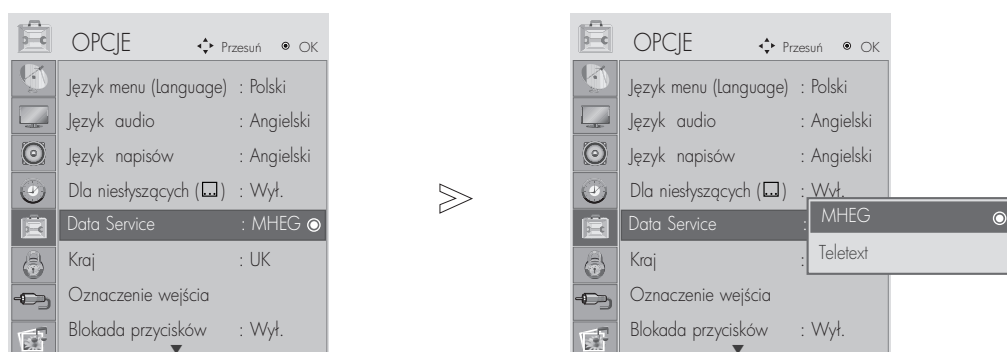 OPCJE Przesuń OK
Język menu (Language) : Polski
Język audio : Angielski
Język napisów : Angielski
Dla niesłyszących ( ) : Wył.
Data Service : MHEG
Kraj : UK
Oznaczenie wejścia
Blokada przycisków : Wył.
OPCJE Przesuń OK
Język menu (Language) : Polski
Język audio : Angielski
Język napisów : Angielski
Dla niesłyszących ( ) : Wył.
Data Service :
MHEG
Teletext
Kraj :
Oznaczenie wejścia
Blokada przycisków : Wył.